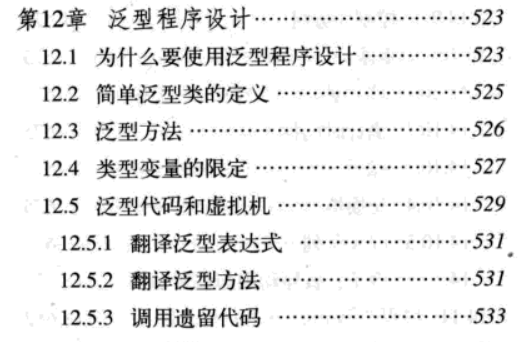 第12章 泛型程序设计……………………………523
12.1 为什么要使用泛型程序设计……………523
12.2 简单泛型类的定义………………………525
12.3 泛型方法…………………………………526
12.4 类型变量的限定…………………………527
12.5 泛型代码和虚拟机………………………529
12.5.1 翻译泛型表达式……………………531
12.5.2 翻译泛型方法………………………531
12.5.3 调用遗留代码………………………533